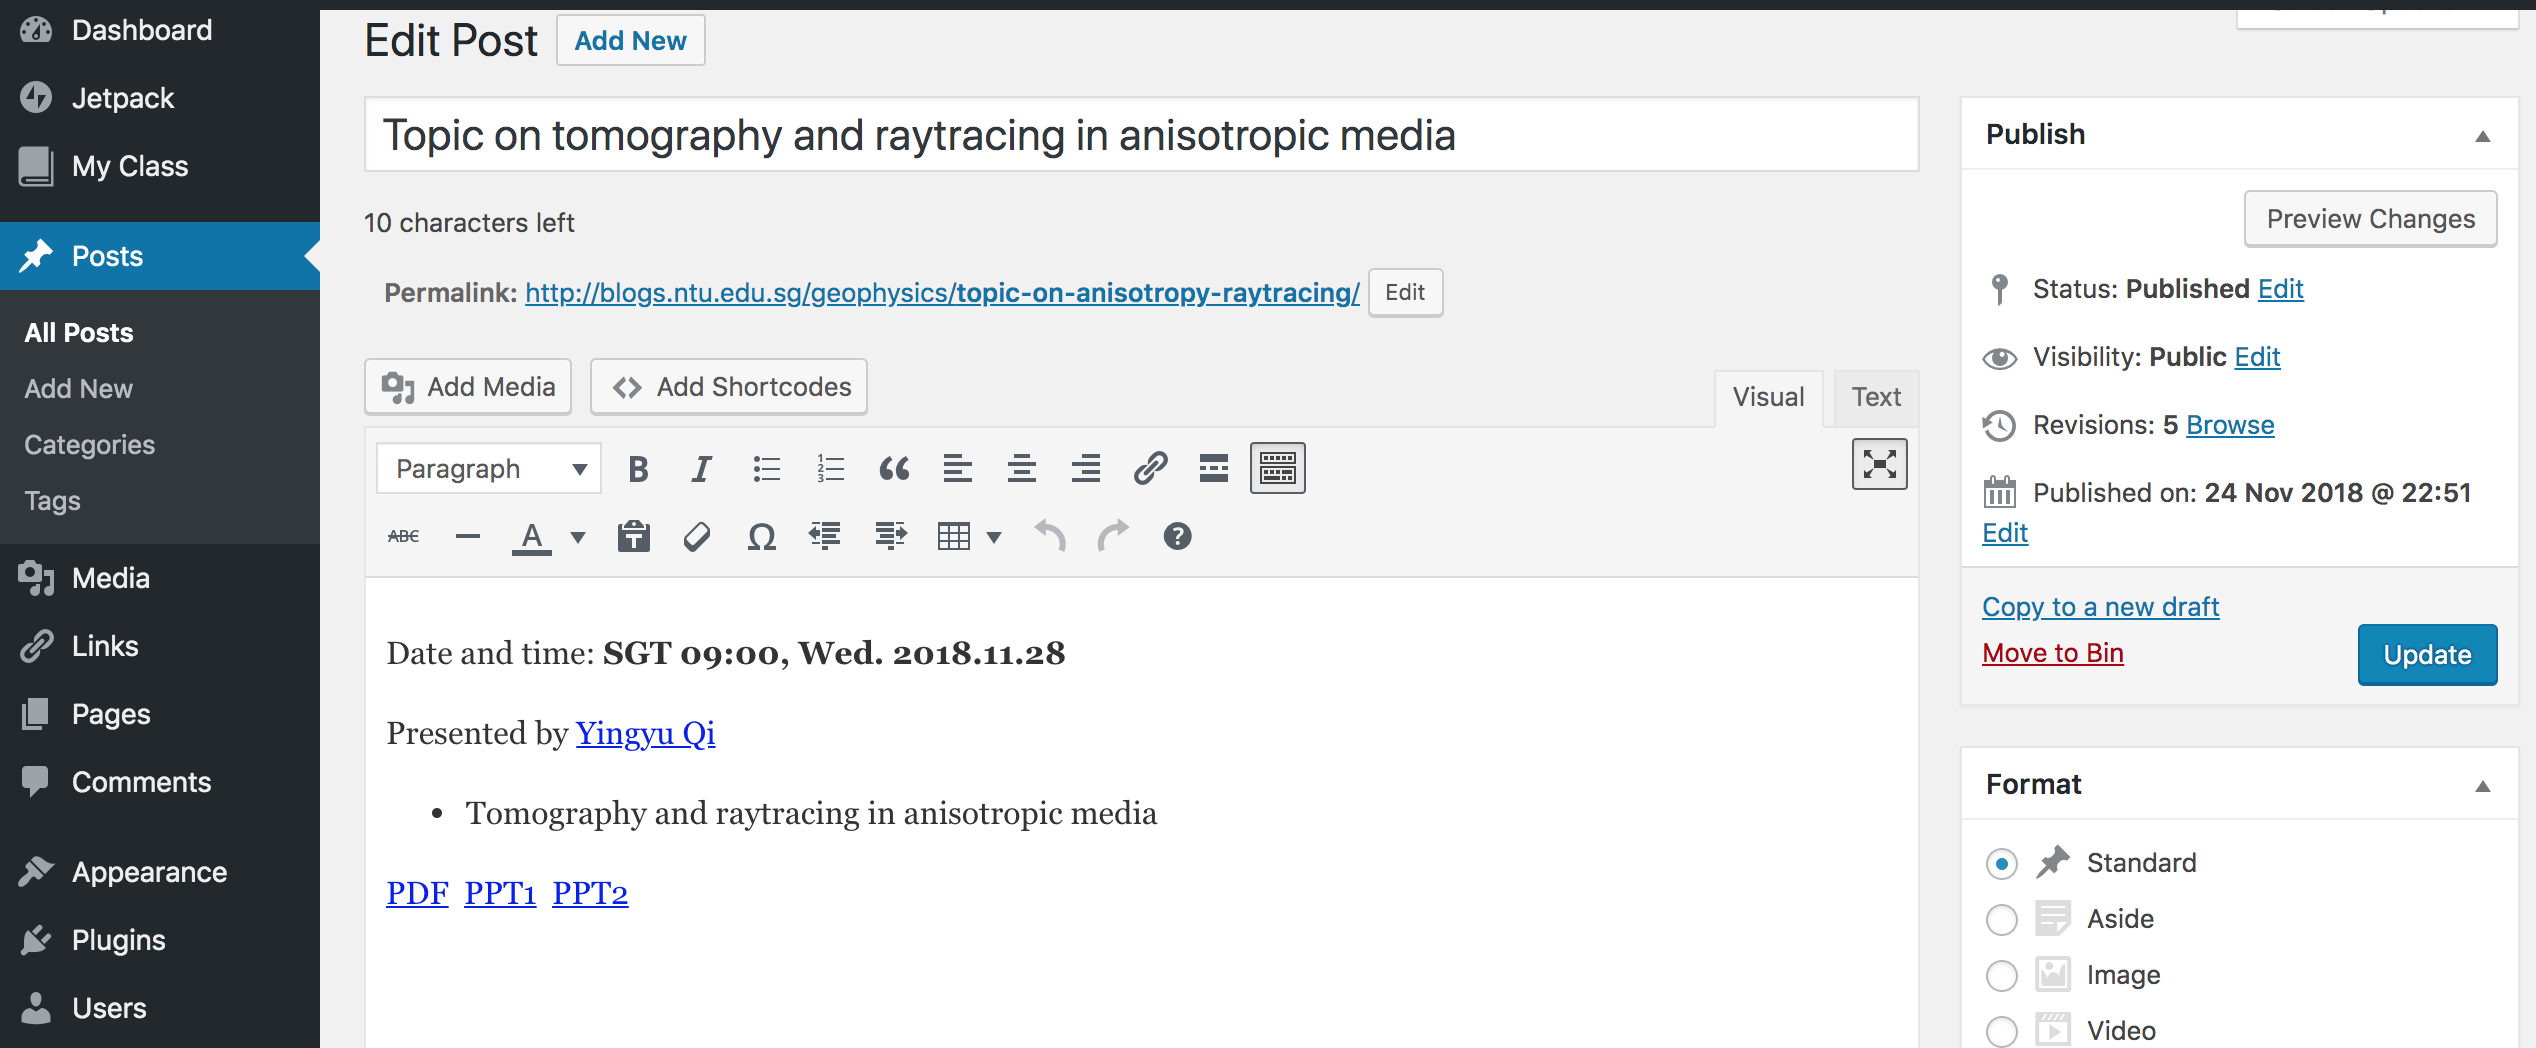 Dashboard
Jetpack
My Class
Posts
All Posts
Add New
Categories
Tags
Media
Links
Pages
Comments
Appearance
Plugins
Users
Edit Post Add New
Topic on tomography and raytracing in anisotropic media
10 characters left
Permalink: http://blogs.ntu.edu.sg/geophysics/topic-on-anisotropy-raytracing/ Edit
Add Media Add Shortcodes
Visual Text
Paragraph B I
ABC A
Date and time: SGT 09:00, Wed. 2018.11.28
Presented by Yingyu Qi
• Tomography and raytracing in anisotropic media
PDF PPT1 PPT2
Publish
Preview Changes
Status: Published Edit
Visibility: Public Edit
Revisions: 5 Browse
Published on: 24 Nov 2018 @ 22:51
Edit
Copy to a new draft
Move to Bin
Update
Format
Standard
Aside
Image
Video